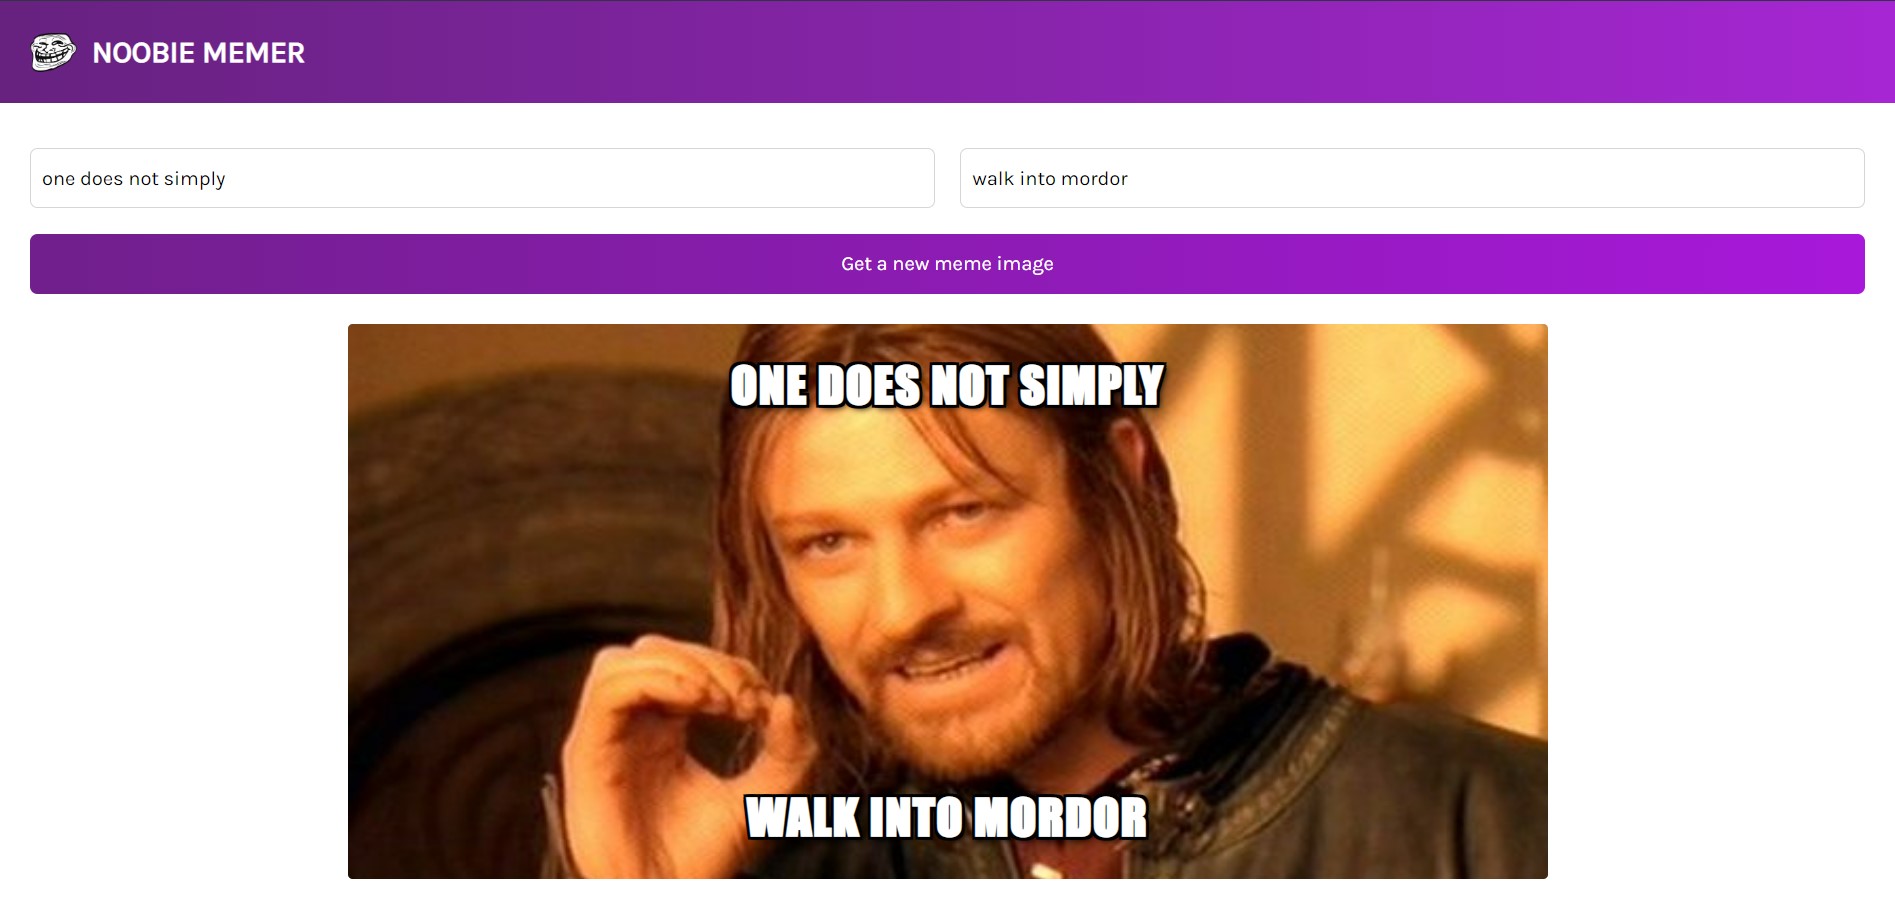 NOOBIE MEMER
one does not simply
walk into mordor
Get a new meme image
ONE DOES NOT SIMPLY
WALK INTO MORDOR